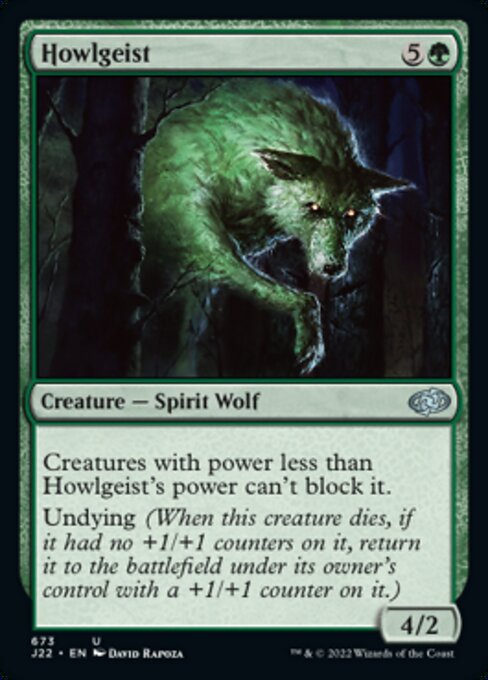 Howlgeist 5
Creature — Spirit Wolf
Creatures with power less than
Howlgeist's power can't block it.
Undying (When this creature dies, if
it had no +1/+1 counters on it, return
it to the battlefield under its owner's
control with a +1/+1 counter on it.)
4/2
673 U
J22 • EN DAVID RAPOZA ™ & © 2022 Wizards of the Coast